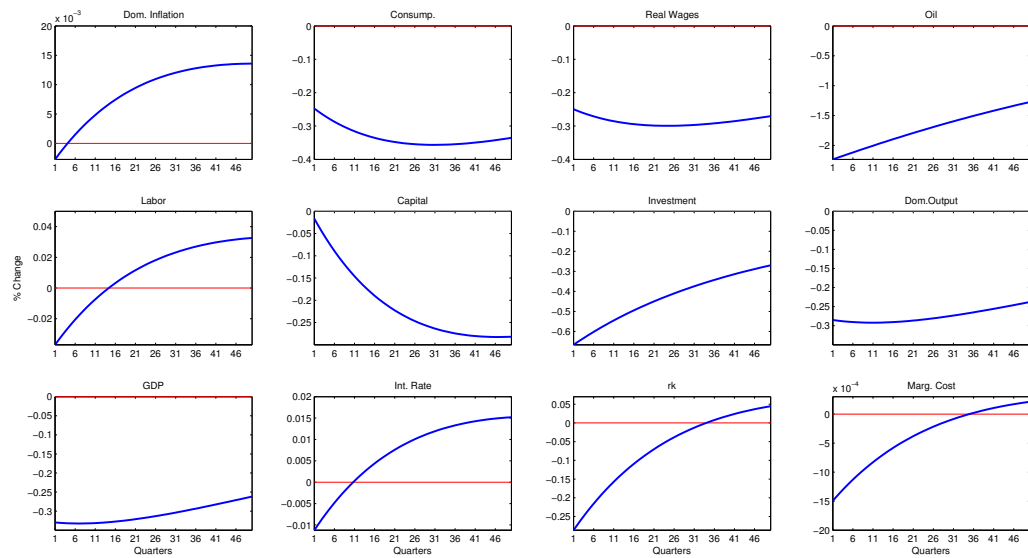 Dom. Inflation
x 10⁻³
20
15
10
5
0
1 6 11 16 21 26 31 36 41 46
Consump.
0
−0.1
−0.2
−0.3
−0.4
1 6 11 16 21 26 31 36 41 46
Real Wages
0
−0.1
−0.2
−0.3
−0.4
1 6 11 16 21 26 31 36 41 46
Oil
0
−0.5
−1
−1.5
−2
1 6 11 16 21 26 31 36 41 46
Labor
% Change
0.04
0.02
0
−0.02
1 6 11 16 21 26 31 36 41 46
Capital
0
−0.05
−0.1
−0.15
−0.2
−0.25
1 6 11 16 21 26 31 36 41 46
Investment
0
−0.1
−0.2
−0.3
−0.4
−0.5
−0.6
1 6 11 16 21 26 31 36 41 46
Dom.Output
0
−0.05
−0.1
−0.15
−0.2
−0.25
−0.3
1 6 11 16 21 26 31 36 41 46
GDP
0
−0.05
−0.1
−0.15
−0.2
−0.25
−0.3
1 6 11 16 21 26 31 36 41 46
Quarters
Int. Rate
0.02
0.015
0.01
0.005
0
−0.005
−0.01
1 6 11 16 21 26 31 36 41 46
Quarters
rk
0.05
0
−0.05
−0.1
−0.15
−0.2
−0.25
1 6 11 16 21 26 31 36 41 46
Quarters
Marg. Cost
x 10⁻⁴
0
−5
−10
−15
−20
1 6 11 16 21 26 31 36 41 46
Quarters